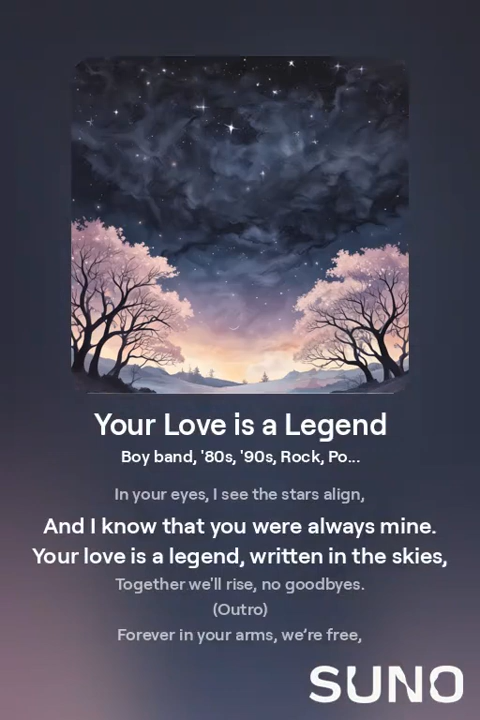 Your Love is a Legend
Boy band, '80s, '90s, Rock, Po...
In your eyes, I see the stars align,
And I know that you were always mine.
Your love is a legend, written in the skies,
Together we'll rise, no goodbyes.
(Outro)
Forever in your arms, we’re free,
SUNO